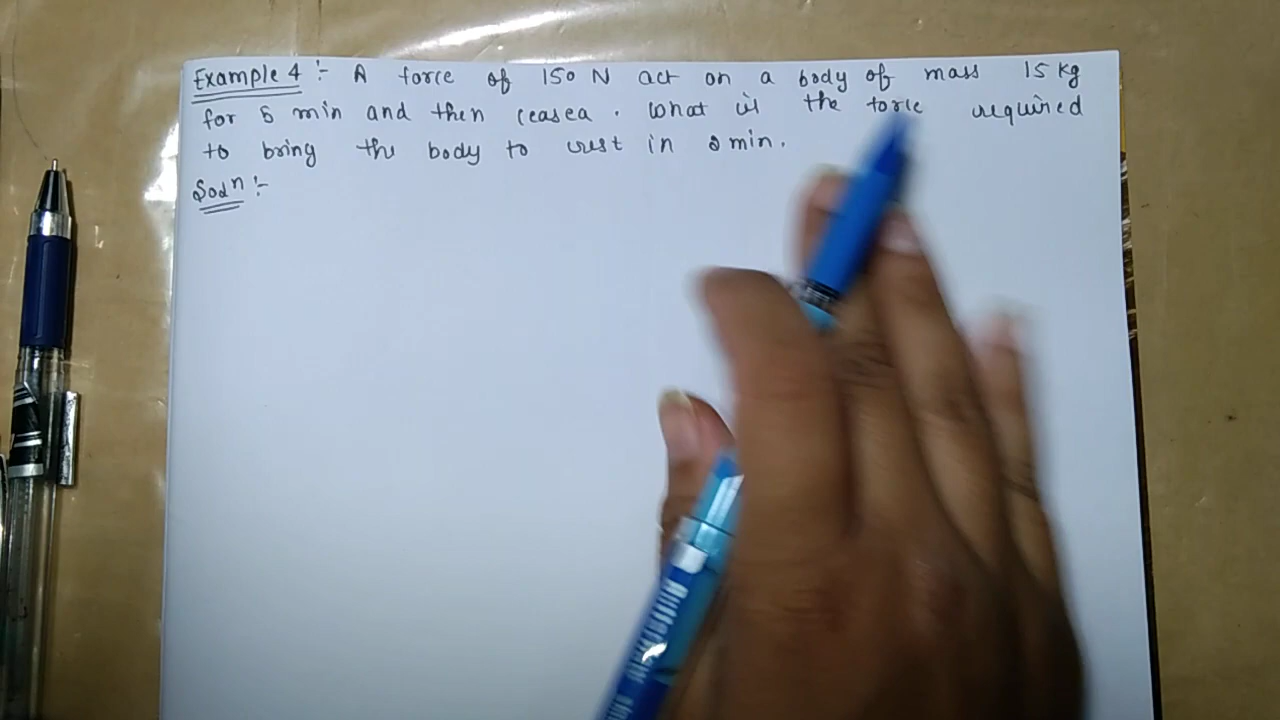 Example 4 :- A force of 150 N act on a body of mass 15 kg
for 5 min and then ceasea . What is the force required
to bring the body to rest in 2 min.
Solⁿ :-